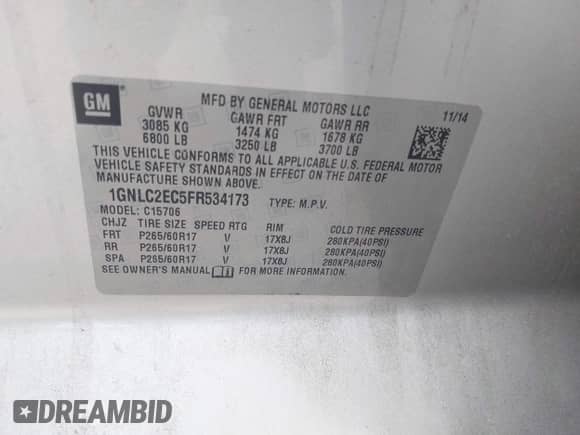 GM
MFD BY GENERAL MOTORS LLC
11/14
GVWR GAWR FRT GAWR RR
3085 KG 1474 KG 1678 KG
6800 LB 3250 LB 3700 LB
THIS VEHICLE CONFORMS TO ALL APPLICABLE U.S. FEDERAL MOTOR
VEHICLE SAFETY STANDARDS IN EFFECT ON THE DATE OF
MANUFACTURE SHOWN ABOVE.
1GNLC2EC5FR534173 TYPE: M.P.V.
MODEL: C15706
CHJZ TIRE SIZE SPEED RTG RIM COLD TIRE PRESSURE
FRT P265/60R17 V 17X8J 280KPA(40PSI)
RR P265/60R17 V 17X8J 280KPA(40PSI)
SPA P265/60R17 V 17X8J 280KPA(40PSI)
SEE OWNER'S MANUAL FOR MORE INFORMATION.
DREAMBID